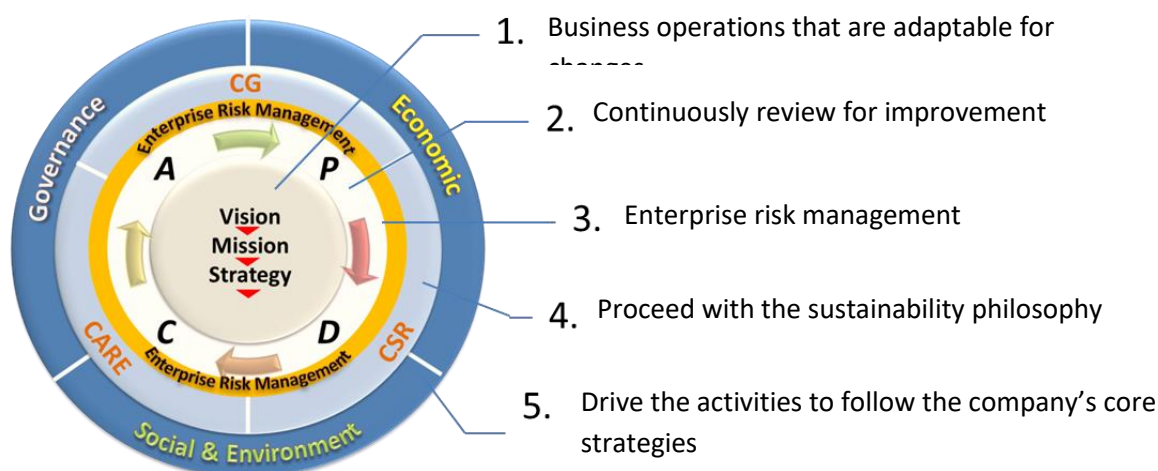 1. Business operations that are adaptable for
changes
2. Continuously review for improvement
3. Enterprise risk management
4. Proceed with the sustainability philosophy
5. Drive the activities to follow the company’s core
strategies
Governance
Economic
Social & Environment
CG
CSR
CARE
Enterprise Risk Management
Enterprise Risk Management
A
P
C
D
Vision
Mission
Strategy